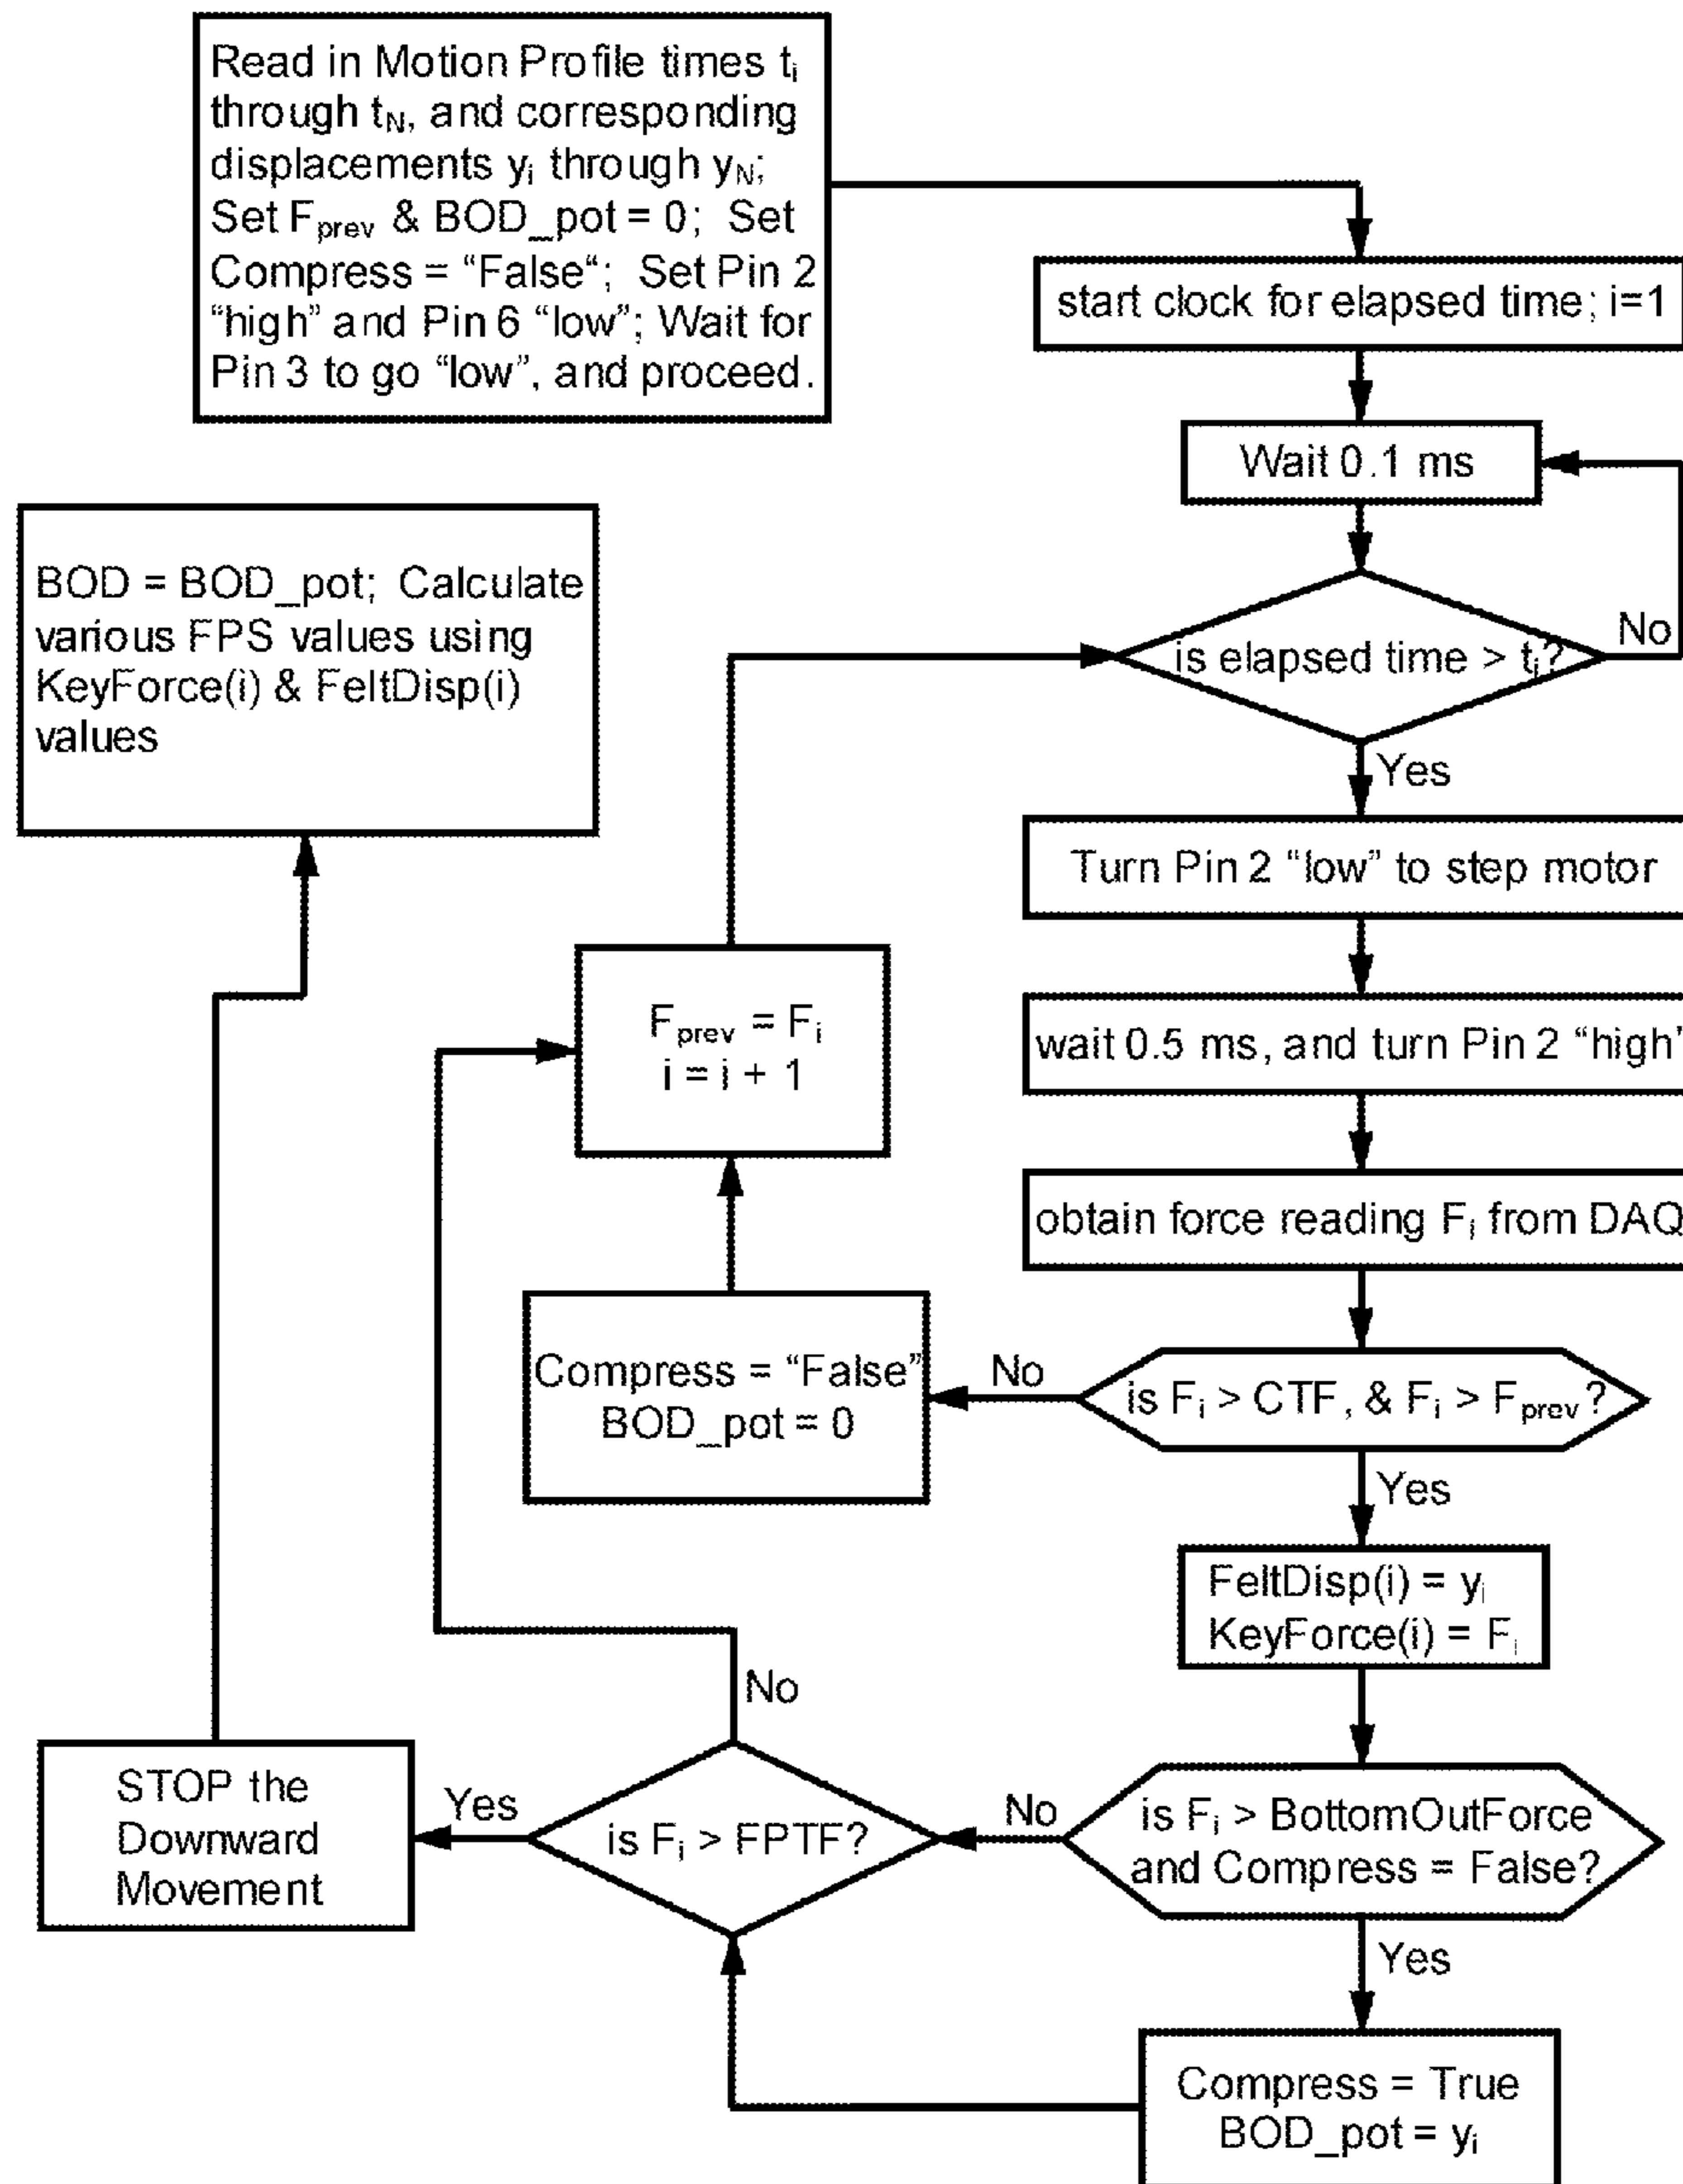 Read in Motion Profile times tᵢ
through t_N, and corresponding
displacements yᵢ through y_N;
Set F_prev & BOD_pot = 0; Set
Compress = “False“; Set Pin 2
“high” and Pin 6 “low”; Wait for
Pin 3 to go “low”, and proceed.
start clock for elapsed time; i=1
Wait 0.1 ms
is elapsed time > tᵢ?
No
Yes
Turn Pin 2 “low” to step motor
wait 0.5 ms, and turn Pin 2 “high”
obtain force reading Fᵢ from DAQ
is Fᵢ > CTF, & Fᵢ > F_prev?
No
Compress = “False”
BOD_pot = 0
F_prev = Fᵢ
i = i + 1
Yes
FeltDisp(i) = yᵢ
KeyForce(i) = Fᵢ
is Fᵢ > BottomOutForce
and Compress = False?
Yes
Compress = True
BOD_pot = yᵢ
No
is Fᵢ > FPTF?
No
Yes
STOP the
Downward
Movement
BOD = BOD_pot; Calculate
various FPS values using
KeyForce(i) & FeltDisp(i)
values